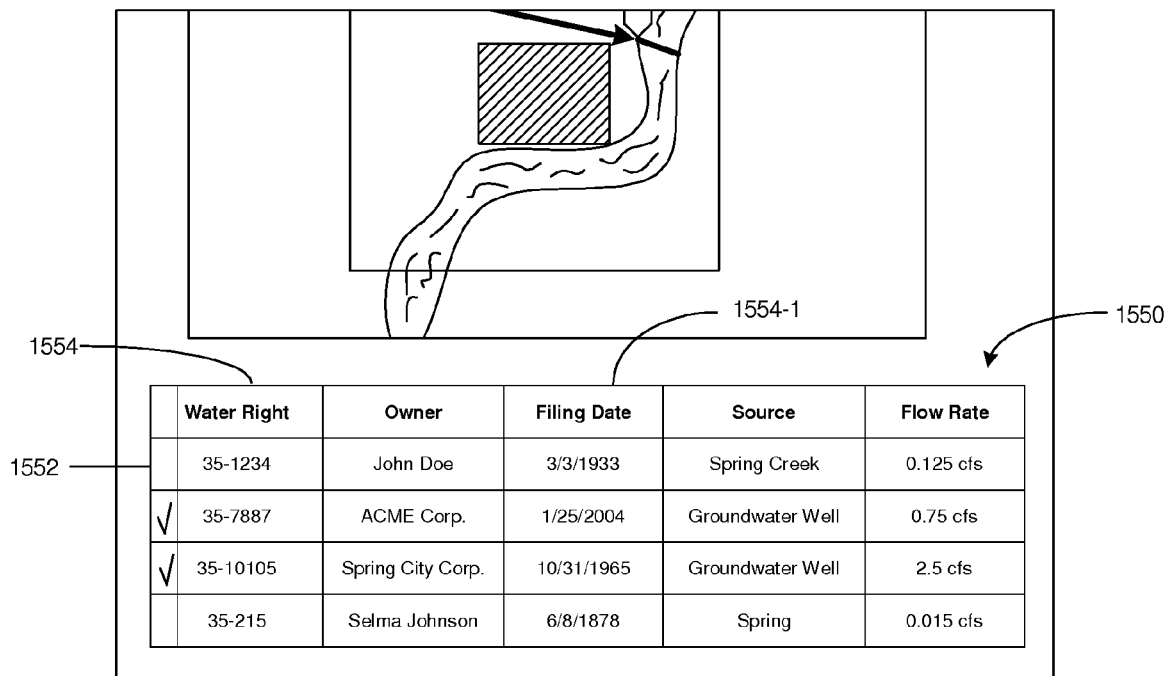 1554-1
1550
1554
Water Right Owner Filing Date Source Flow Rate
1552
35-1234 John Doe 3/3/1933 Spring Creek 0.125 cfs
√ 35-7887 ACME Corp. 1/25/2004 Groundwater Well 0.75 cfs
√ 35-10105 Spring City Corp. 10/31/1965 Groundwater Well 2.5 cfs
35-215 Selma Johnson 6/8/1878 Spring 0.015 cfs